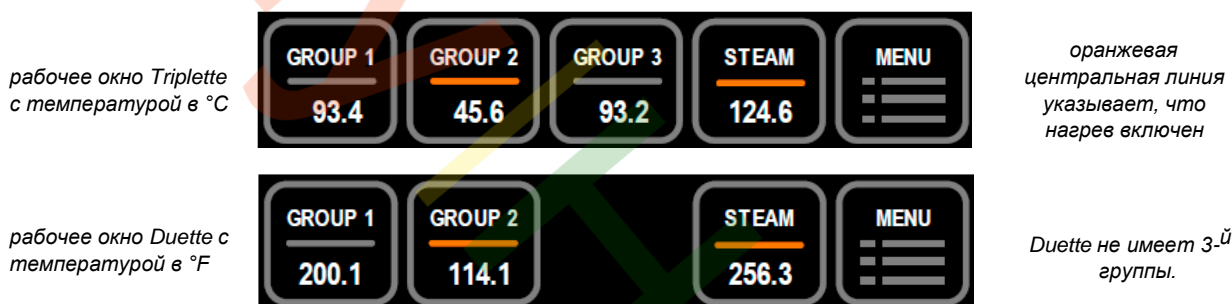 рабочее окно Triplette
с температурой в °C
GROUP 1
93.4
GROUP 2
45.6
GROUP 3
93.2
STEAM
124.6
MENU
оранжевая
центральная линия
указывает, что
нагрев включен
рабочее окно Duette с
температурой в °F
GROUP 1
200.1
GROUP 2
114.1
STEAM
256.3
MENU
Duette не имеет 3-й
группы.